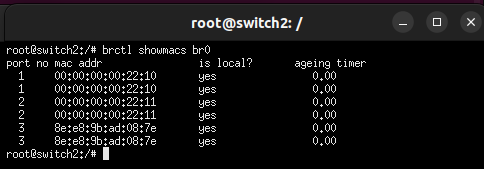 root@switch2: /
root@switch2:/# brctl showmacs br0
port no mac addr is local? ageing timer
1 00:00:00:00:22:10 yes 0.00
1 00:00:00:00:22:10 yes 0.00
2 00:00:00:00:22:11 yes 0.00
2 00:00:00:00:22:11 yes 0.00
3 8e:e8:9b:ad:08:7e yes 0.00
3 8e:e8:9b:ad:08:7e yes 0.00
root@switch2:/#